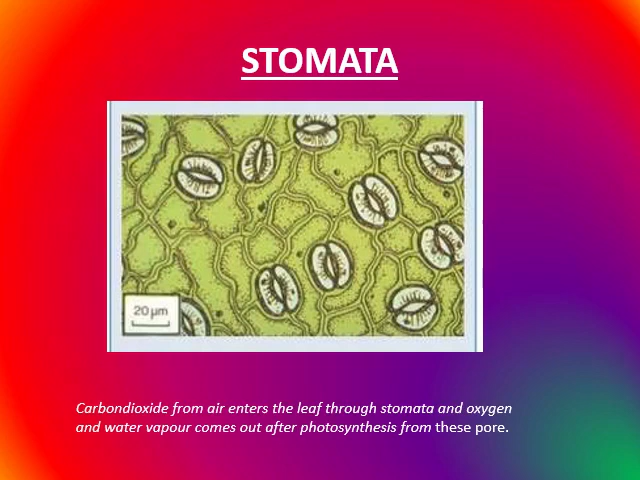 STOMATA
20 µm
Carbondioxide from air enters the leaf through stomata and oxygen
and water vapour comes out after photosynthesis from these pore.